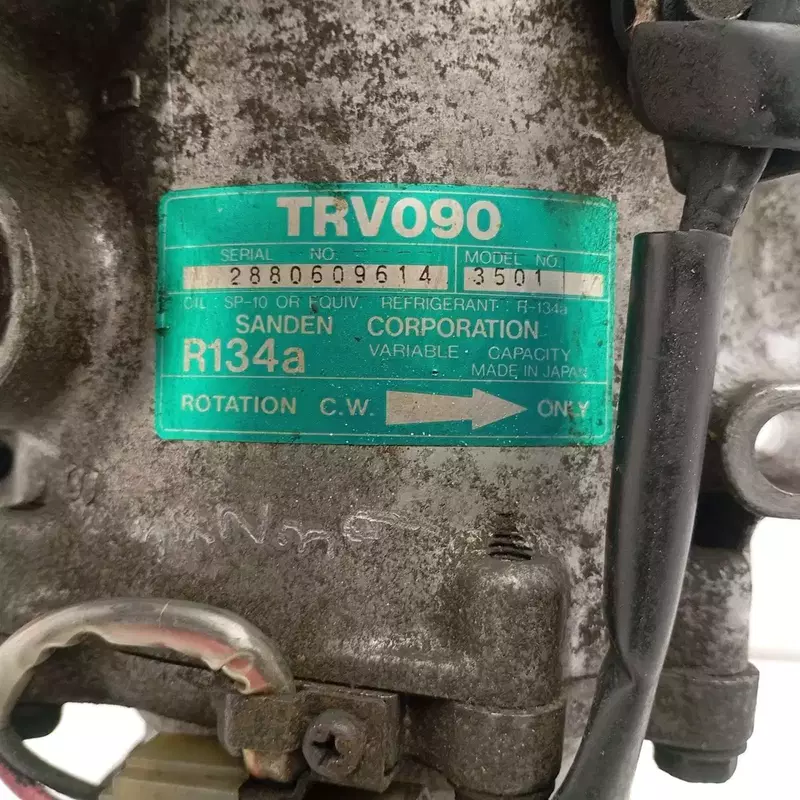 TRV090
SERIAL NO. MODEL NO.
2880609614 3501
OIL : SP-10 OR EQUIV. REFRIGERANT : R-134a
SANDEN CORPORATION
R134a VARIABLE CAPACITY
MADE IN JAPAN
ROTATION C.W. ONLY